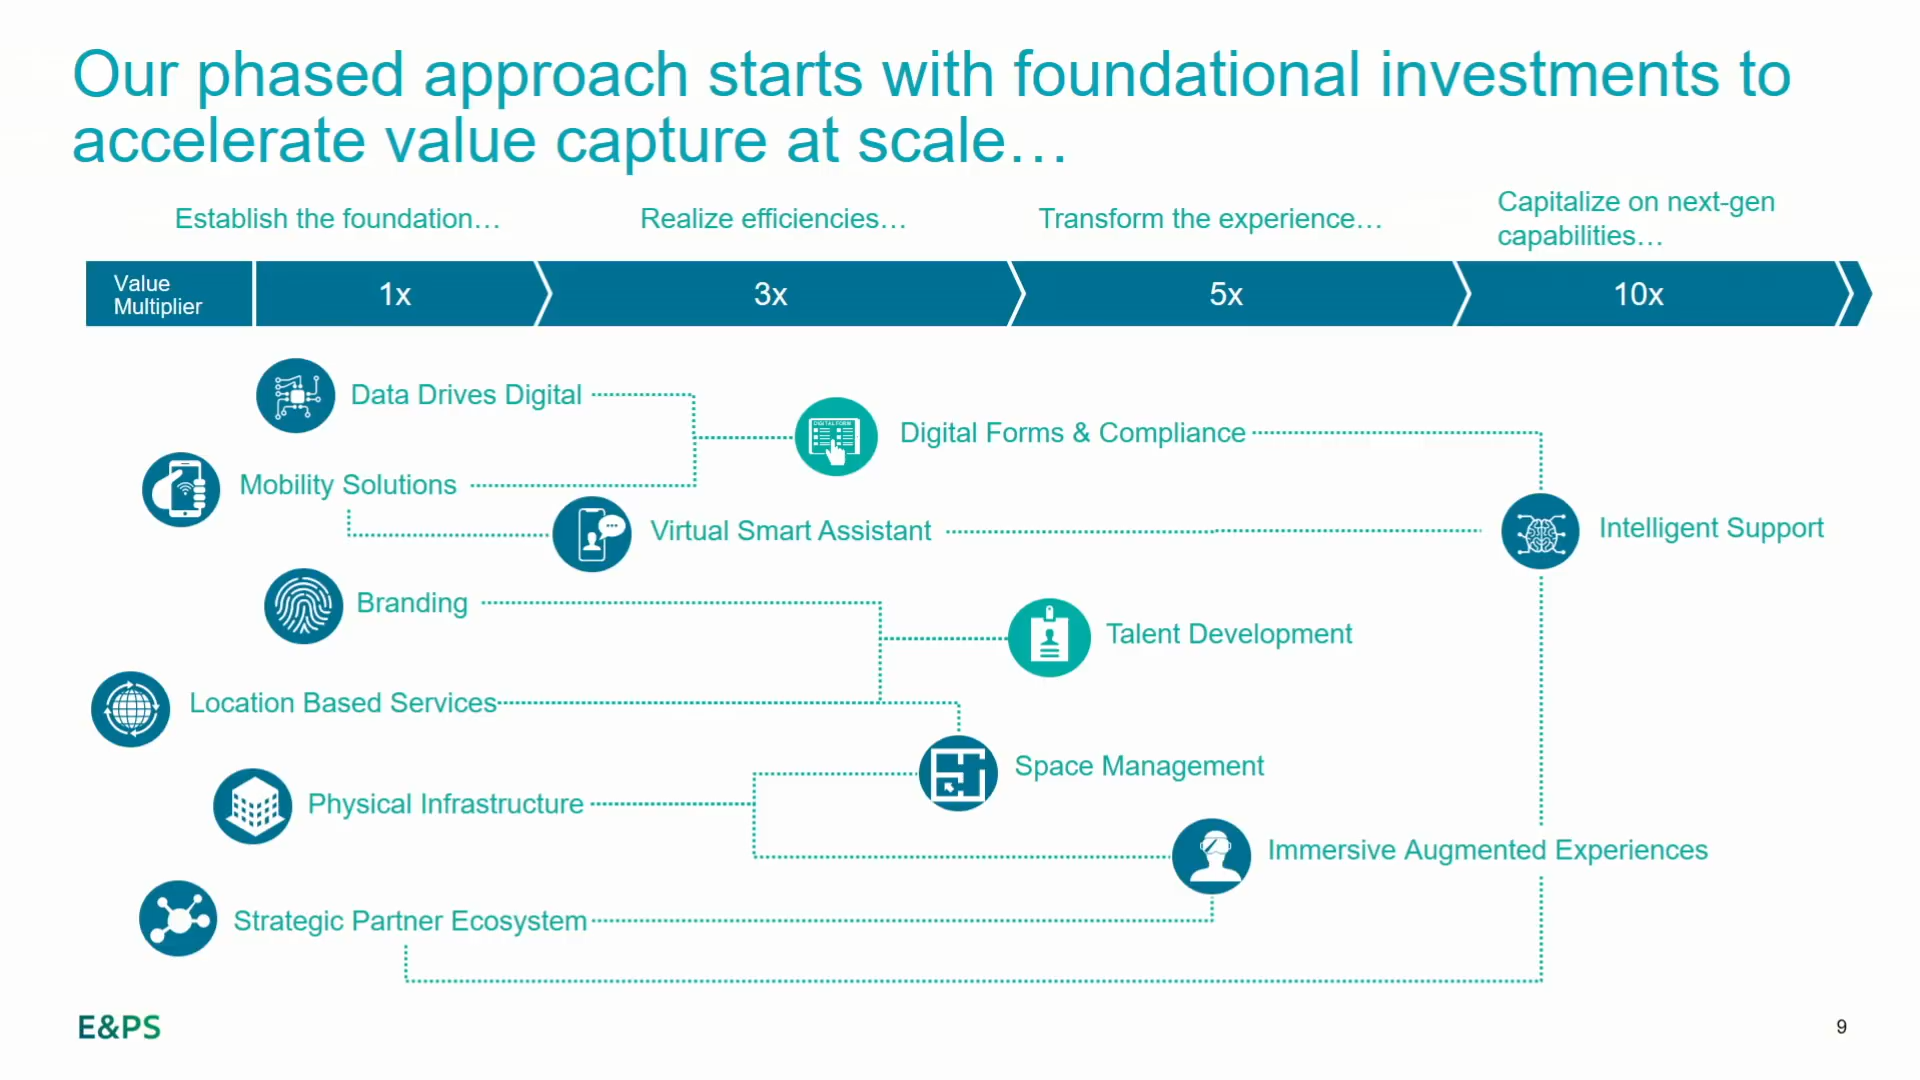 Our phased approach starts with foundational investments to
accelerate value capture at scale…
Establish the foundation…
Realize efficiencies…
Transform the experience…
Capitalize on next-gen
capabilities…
Value
Multiplier
1x
3x
5x
10x
Data Drives Digital
DIGITAL FORM
Digital Forms & Compliance
Mobility Solutions
Virtual Smart Assistant
Intelligent Support
Branding
Talent Development
Location Based Services
Space Management
Physical Infrastructure
Immersive Augmented Experiences
Strategic Partner Ecosystem
E&PS
9